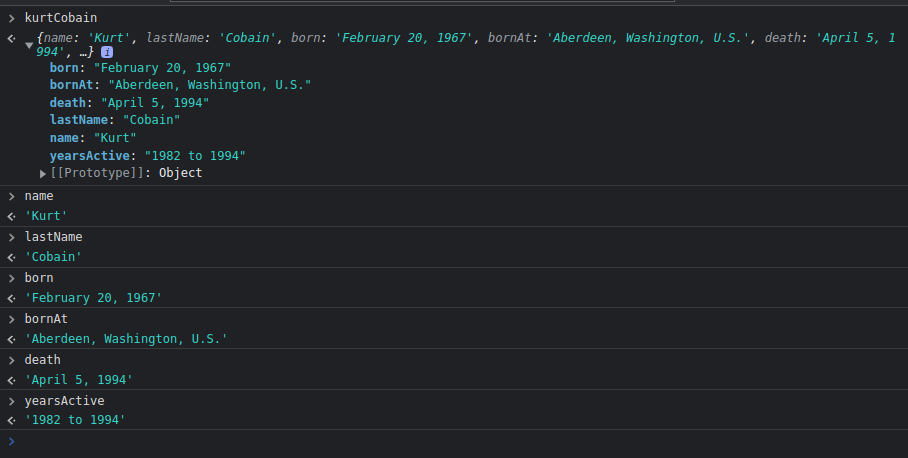 kurtCobain
{name: 'Kurt', lastName: 'Cobain', born: 'February 20, 1967', bornAt: 'Aberdeen, Washington, U.S.', death: 'April 5, 1
994', …} i
born: "February 20, 1967"
bornAt: "Aberdeen, Washington, U.S."
death: "April 5, 1994"
lastName: "Cobain"
name: "Kurt"
yearsActive: "1982 to 1994"
[[Prototype]]: Object
name
'Kurt'
lastName
'Cobain'
born
'February 20, 1967'
bornAt
'Aberdeen, Washington, U.S.'
death
'April 5, 1994'
yearsActive
'1982 to 1994'